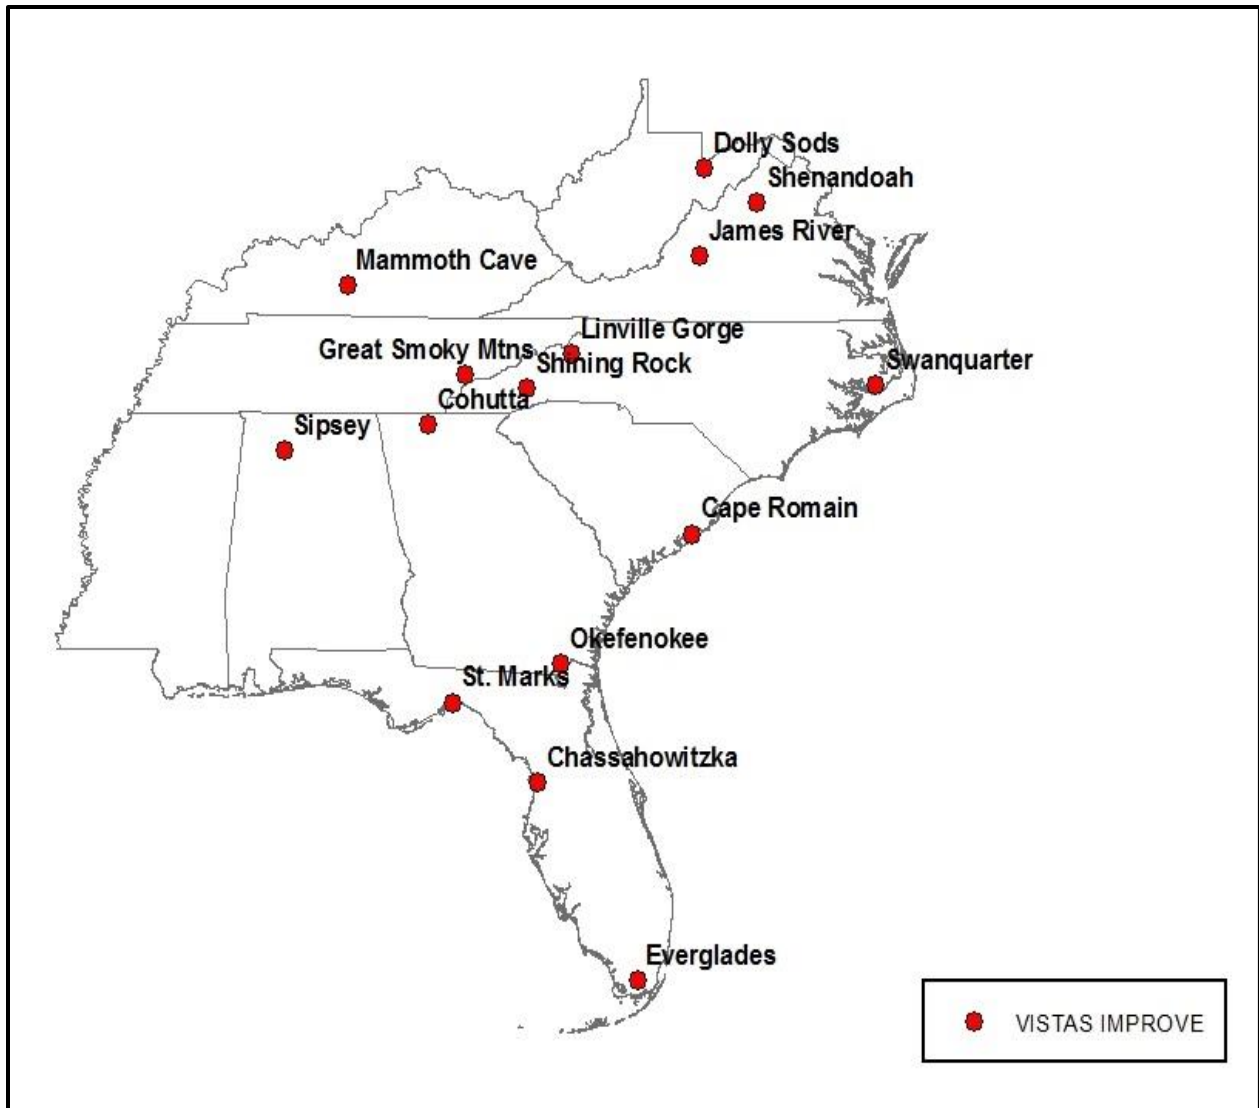 Dolly Sods
Shenandoah
James River
Mammoth Cave
Linville Gorge
Great Smoky Mtns
Shining Rock
Swanquarter
Cohutta
Sipsey
Cape Romain
Okefenokee
St. Marks
Chassahowitzka
Everglades
VISTAS IMPROVE